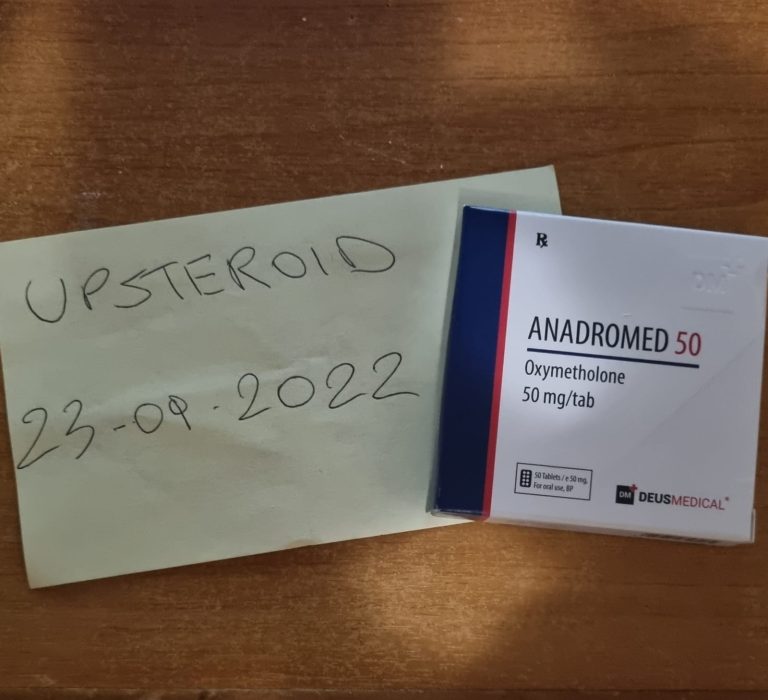 UPSTEROID
23-09-2022
℞
DM
ANADROMED 50
Oxymetholone
50 mg/tab
50 Tablets / e 50 mg,
For oral use, BP
DM DEUSMEDICAL